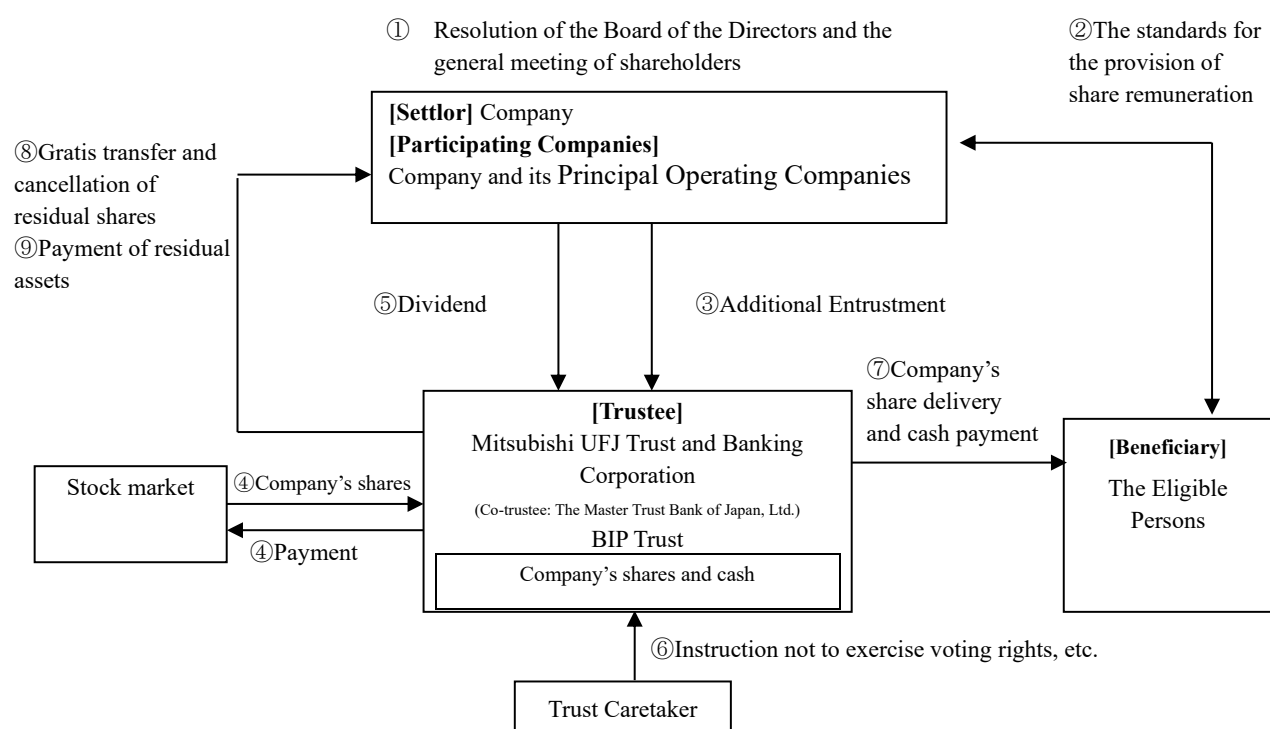 ① Resolution of the Board of the Directors and the
general meeting of shareholders
②The standards for
the provision of
share remuneration
[Settlor] Company
[Participating Companies]
Company and its Principal Operating Companies
⑧Gratis transfer and
cancellation of
residual shares
⑨Payment of residual
assets
⑤Dividend
③Additional Entrustment
⑦Company’s
share delivery
and cash payment
[Trustee]
Mitsubishi UFJ Trust and Banking
Corporation
(Co-trustee: The Master Trust Bank of Japan, Ltd.)
BIP Trust
Company’s shares and cash
[Beneficiary]
The Eligible
Persons
Stock market
④Company’s shares
④Payment
⑥Instruction not to exercise voting rights, etc.
Trust Caretaker